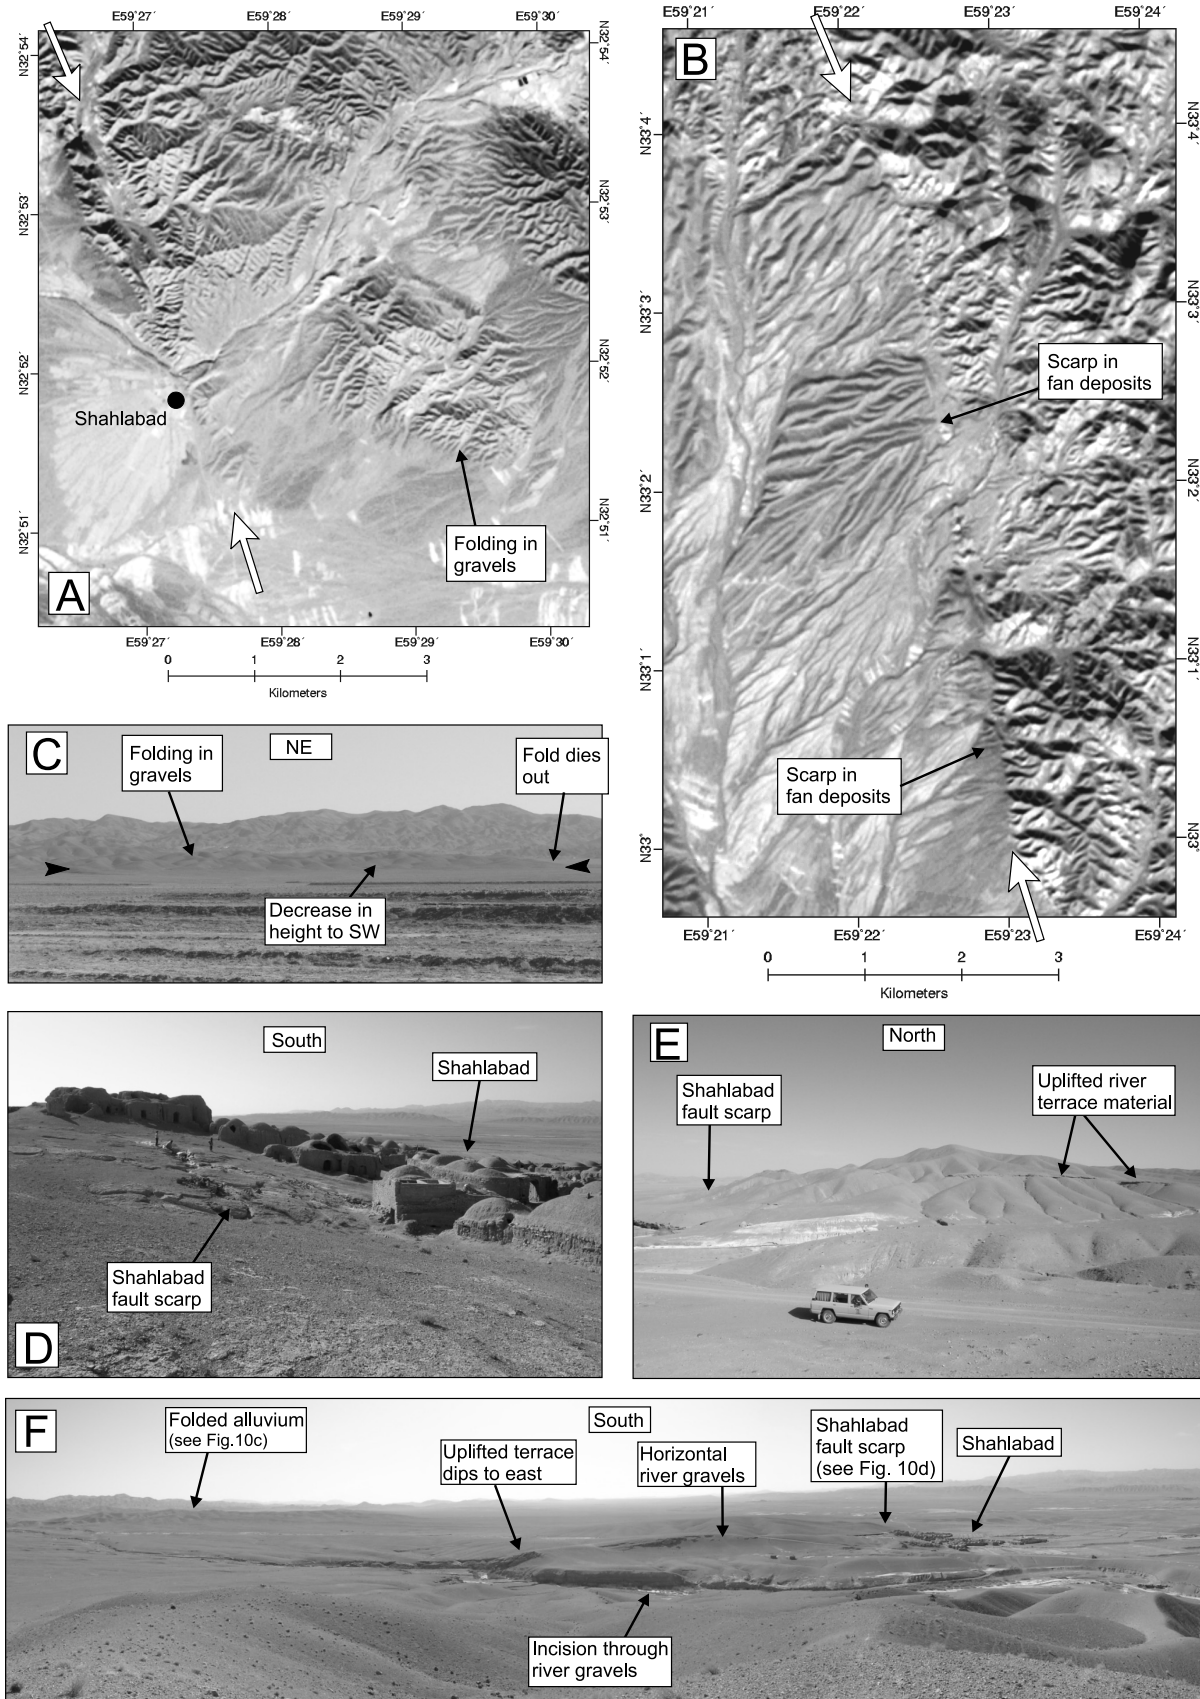 E59°27´ E59°28´ E59°29´ E59°30´
N32°54´
N32°53´
N32°52´
N32°51´
N32°54´
N32°53´
N32°52´
N32°51´
Shahlabad
Folding in
gravels
A
E59°27´ E59°28´ E59°29´ E59°30´
0 1 2 3
Kilometers
E59°21´ E59°22´ E59°23´ E59°24´
B
N33°4´
N33°3´
N33°2´
N33°1´
N33°
N33°4´
N33°3´
N33°2´
N33°1´
N33°
Scarp in
fan deposits
Scarp in
fan deposits
E59°21´ E59°22´ E59°23´ E59°24´
0 1 2 3
Kilometers
C
Folding in
gravels
NE
Fold dies
out
Decrease in
height to SW
South
Shahlabad
Shahlabad
fault scarp
D
E
North
Shahlabad
fault scarp
Uplifted river
terrace material
F
Folded alluvium
(see Fig.10c)
Uplifted terrace
dips to east
South
Horizontal
river gravels
Shahlabad
fault scarp
(see Fig. 10d)
Shahlabad
Incision through
river gravels